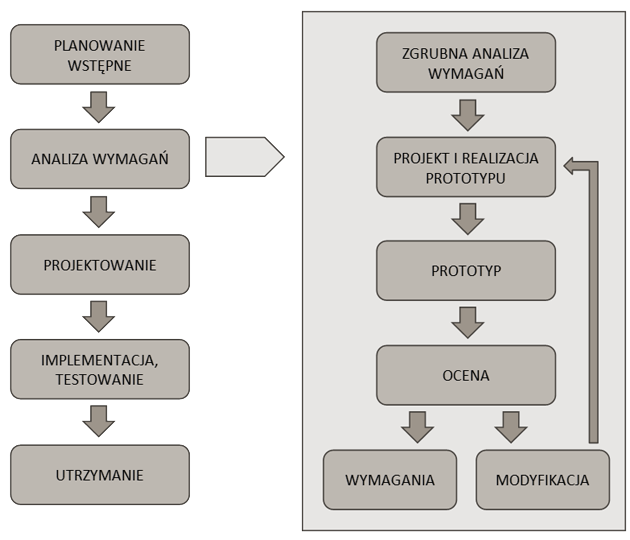 PLANOWANIE
WSTĘPNE
ANALIZA WYMAGAŃ
PROJEKTOWANIE
IMPLEMENTACJA,
TESTOWANIE
UTRZYMANIE
ZGRUBNA ANALIZA
WYMAGAŃ
PROJEKT I REALIZACJA
PROTOTYPU
PROTOTYP
OCENA
WYMAGANIA
MODYFIKACJA